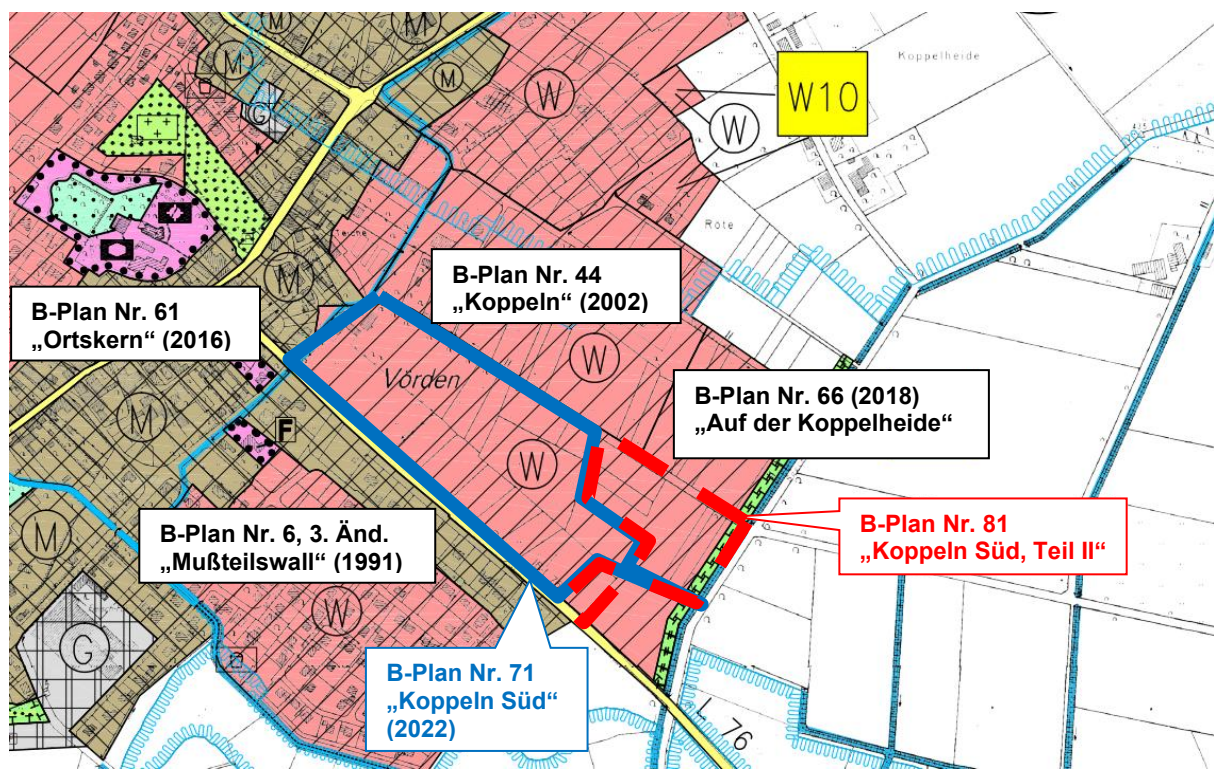 M
M
Koppelheide
M
M
W
W10
G
W
Rote
Teiche
M
B-Plan Nr. 44
„Koppeln“ (2002)
B-Plan Nr. 61
„Ortskern“ (2016)
W
Vörden
B-Plan Nr. 66 (2018)
„Auf der Koppelheide“
M
F
W
B-Plan Nr. 81
„Koppeln Süd, Teil II“
M
B-Plan Nr. 6, 3. Änd.
„Mußteilswall“ (1991)
W
G
B-Plan Nr. 71
„Koppeln Süd“
(2022)
L 76